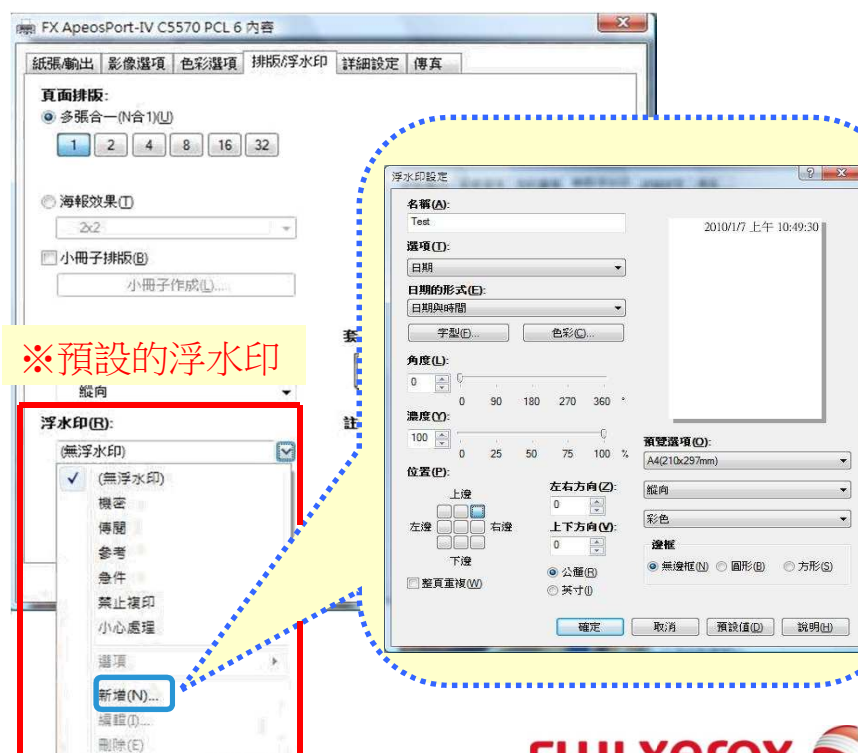 FX ApeosPort-IV C5570 PCL 6 內容
紙張/輸出 影像選項 色彩選項 排版/浮水印 詳細設定 傳真
頁面排版:
多張合一(N合1)(U)
1 2 4 8 16 32
海報效果(T)
2x2
小冊子排版(B)
小冊子作成(L)....
套
※預設的浮水印
縱向
浮水印(R):
註
(無浮水印)
(無浮水印)
機密
傳閱
參考
急件
禁止複印
小心處理
選項
新增(N)...
編輯(I)...
刪除(E)
浮水印設定
名稱(A):
Test
2010/1/7 上午 10:49:30
選項(T):
日期
日期的形式(E):
日期與時間
字型(F)... 色彩(C)...
角度(L):
0
0 90 180 270 360 °
濃度(Y):
100
0 25 50 75 100 %
預覽選項(O):
A4(210x297mm)
縱向
彩色
位置(P):
上邊
左邊 右邊
下邊
左右方向(Z):
0
上下方向(V):
0
公釐(R)
英寸(I)
整頁重複(W)
邊框
無邊框(N) 圓形(B) 方形(S)
確定 取消 預設值(D) 說明(H)
FUJI XEROX